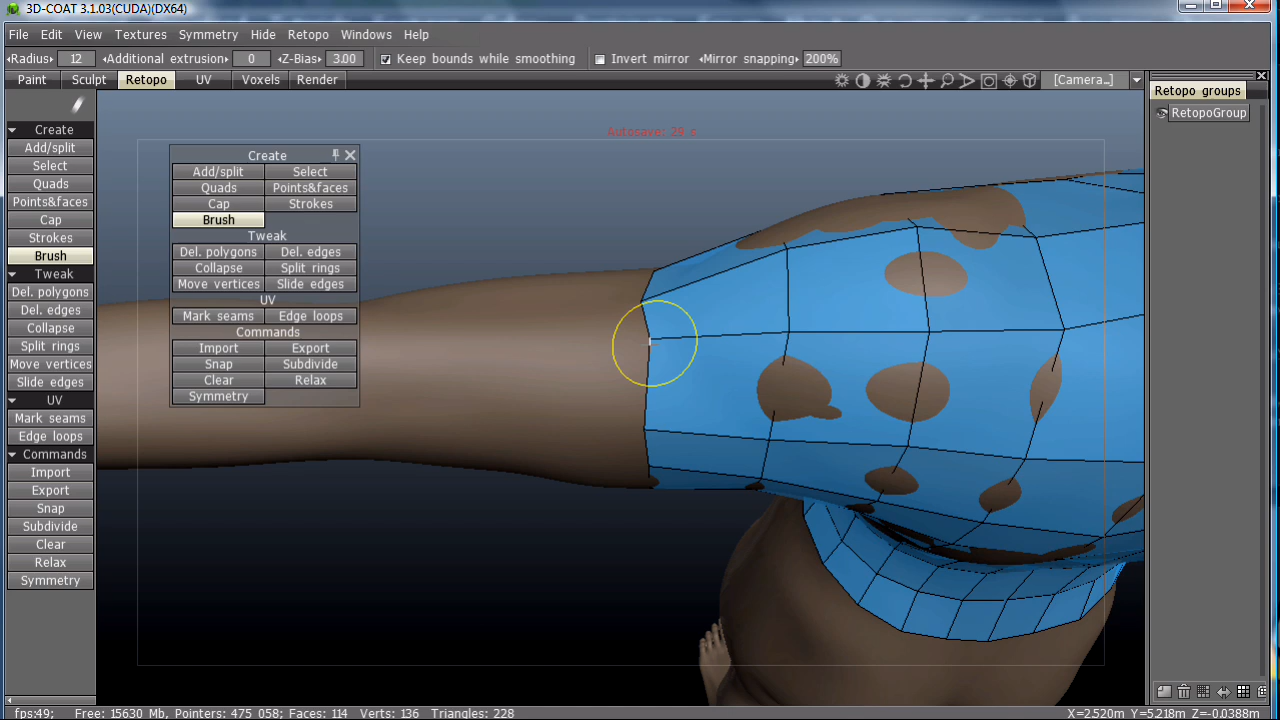 3D-COAT 3.1.03(CUDA)(DX64)
File Edit View Textures Symmetry Hide Retopo Windows Help
Radius 12 Additional extrusion 0 Z-Bias 3.00 Keep bounds while smoothing Invert mirror Mirror snapping 200%
Paint Sculpt Retopo UV Voxels Render [Camera…]
Retopo groups
RetopoGroup
Autosave: 29 s
Create
Add/split
Select
Quads
Points&faces
Cap
Strokes
Brush
Tweak
Del. polygons
Del. edges
Collapse
Split rings
Move vertices
Slide edges
UV
Mark seams
Edge loops
Commands
Import
Export
Snap
Subdivide
Clear
Relax
Symmetry
Create
Add/split Select
Quads Points&faces
Cap Strokes
Brush
Tweak
Del. polygons Del. edges
Collapse Split rings
Move vertices Slide edges
UV
Mark seams Edge loops
Commands
Import Export
Snap Subdivide
Clear Relax
Symmetry
fps:49; Free: 15630 Mb, Pointers: 475 058; Faces: 114 Verts: 136 Triangles: 228 X=2.520m Y=5.218m Z=-0.0388m